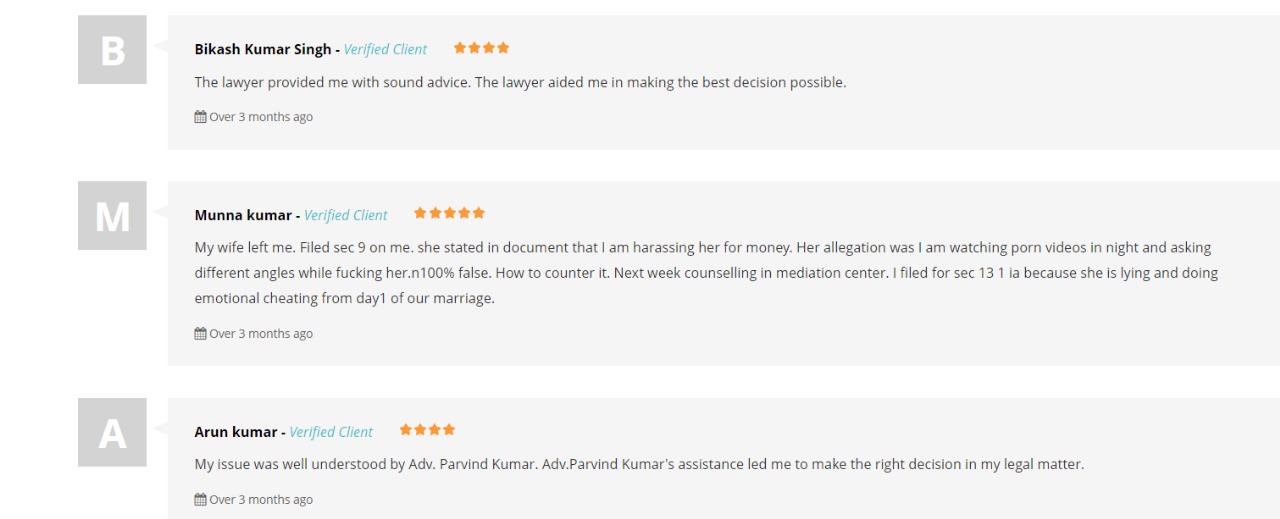 B
Bikash Kumar Singh - Verified Client
The lawyer provided me with sound advice. The lawyer aided me in making the best decision possible.
Over 3 months ago
M
Munna kumar - Verified Client
My wife left me. Filed sec 9 on me. she stated in document that I am harassing her for money. Her allegation was I am watching porn videos in night and asking
different angles while fucking her.n100% false. How to counter it. Next week counselling in mediation center. I filed for sec 13 1 ia because she is lying and doing
emotional cheating from day1 of our marriage.
Over 3 months ago
A
Arun kumar - Verified Client
My issue was well understood by Adv. Parvind Kumar. Adv.Parvind Kumar's assistance led me to make the right decision in my legal matter.
Over 3 months ago